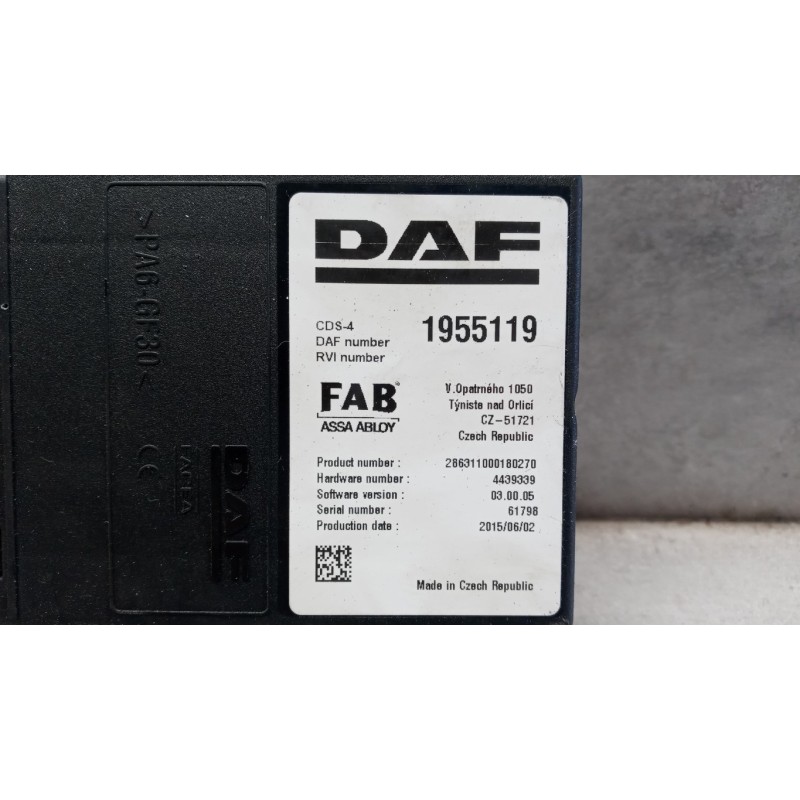 >PA6-GF30<
CE
DAF
DAF
CDS-4
DAF number 1955119
RVI number
FAB®
ASSA ABLOY
V.Opatrného 1050
Týniste nad Orlicí
CZ-51721
Czech Republic
Product number : 286311000180270
Hardware number : 4439339
Software version : 03.00.05
Serial number : 61798
Production date : 2015/06/02
Made in Czech Republic